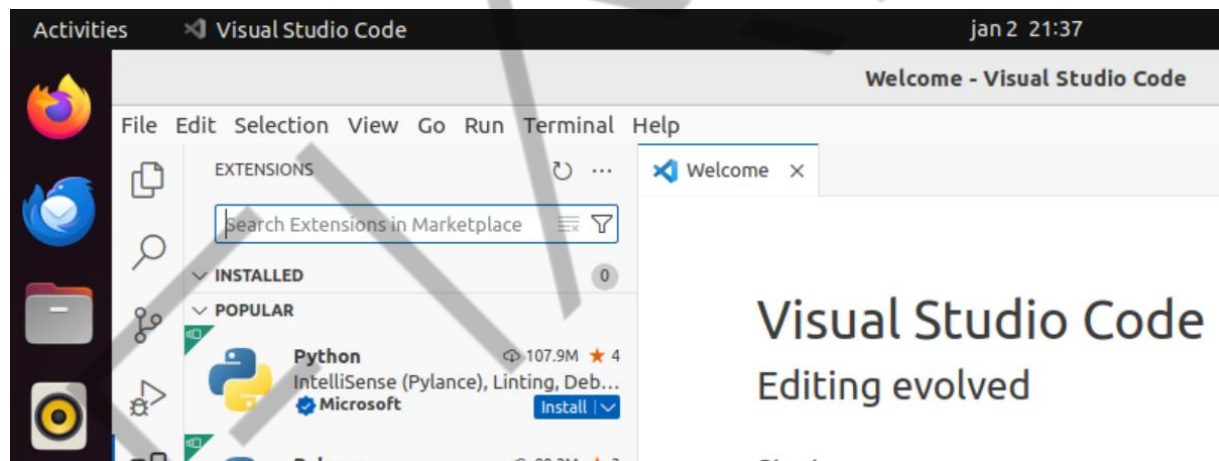 Activities Visual Studio Code jan 2 21:37
Welcome - Visual Studio Code
File Edit Selection View Go Run Terminal Help
EXTENSIONS
Welcome
Search Extensions in Marketplace
INSTALLED 0
POPULAR
Python 107.9M 4
IntelliSense (Pylance), Linting, Deb...
Microsoft Install
Visual Studio Code
Editing evolved